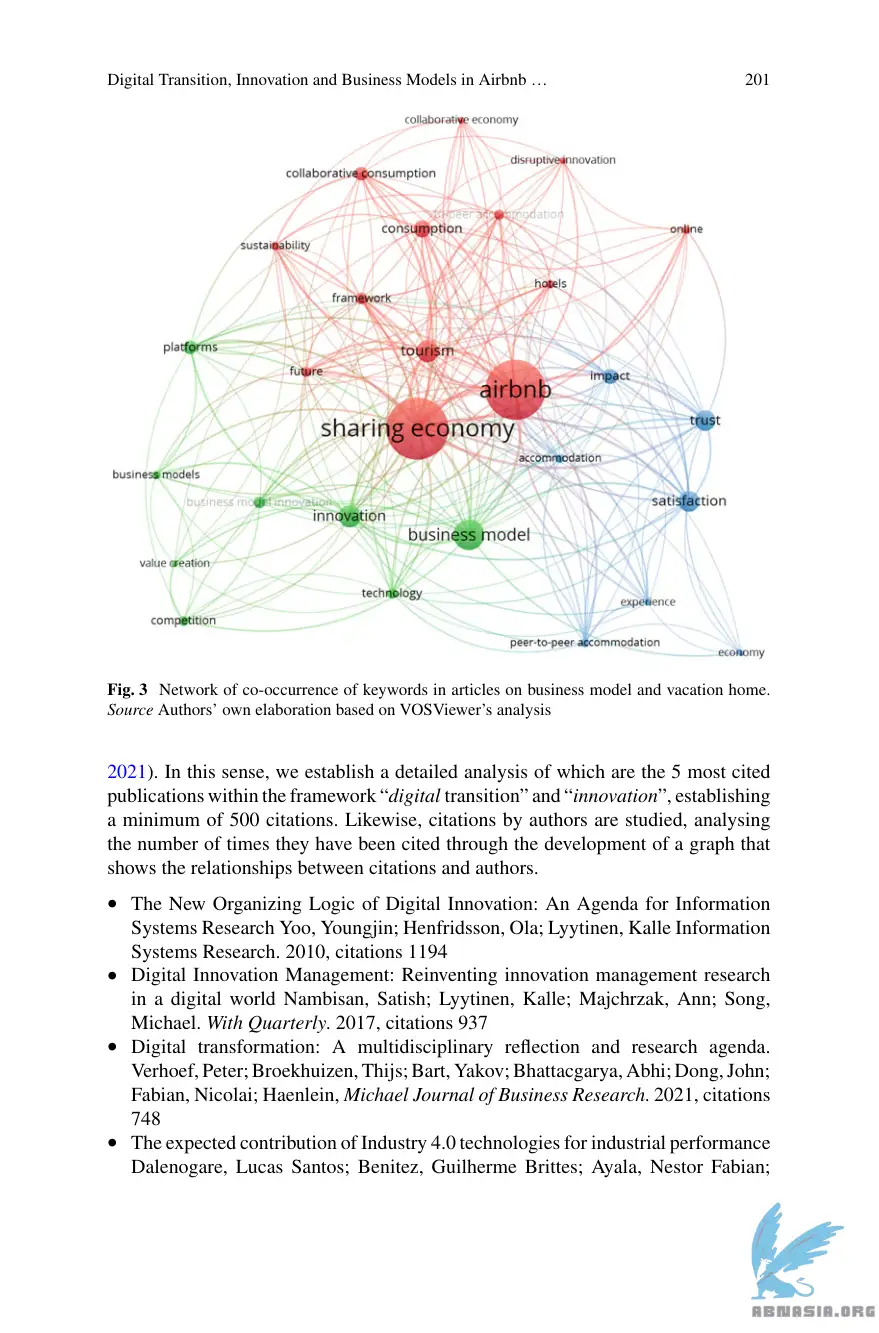 Digital Transition, Innovation and Business Models in Airbnb … 201
collaborative economy
disruptive innovation
collaborative consumption
peer accommodation
consumption
online
sustainability
hotels
framework
platforms
tourism
future
impact
airbnb
trust
sharing economy
accommodation
business models
business model innovation
satisfaction
innovation
business model
value creation
technology
experience
competition
peer-to-peer accommodation
economy
Fig. 3 Network of co-occurrence of keywords in articles on business model and vacation home.
Source Authors’ own elaboration based on VOSViewer’s analysis
2021). In this sense, we establish a detailed analysis of which are the 5 most cited
publications within the framework “digital transition” and “innovation”, establishing
a minimum of 500 citations. Likewise, citations by authors are studied, analysing
the number of times they have been cited through the development of a graph that
shows the relationships between citations and authors.
• The New Organizing Logic of Digital Innovation: An Agenda for Information
Systems Research Yoo, Youngjin; Henfridsson, Ola; Lyytinen, Kalle Information
Systems Research. 2010, citations 1194
• Digital Innovation Management: Reinventing innovation management research
in a digital world Nambisan, Satish; Lyytinen, Kalle; Majchrzak, Ann; Song,
Michael. With Quarterly. 2017, citations 937
• Digital transformation: A multidisciplinary reflection and research agenda.
Verhoef, Peter; Broekhuizen, Thijs; Bart, Yakov; Bhattacgarya, Abhi; Dong, John;
Fabian, Nicolai; Haenlein, Michael Journal of Business Research. 2021, citations
748
• The expected contribution of Industry 4.0 technologies for industrial performance
Dalenogare, Lucas Santos; Benitez, Guilherme Brittes; Ayala, Nestor Fabian;
ABNASIA.ORG